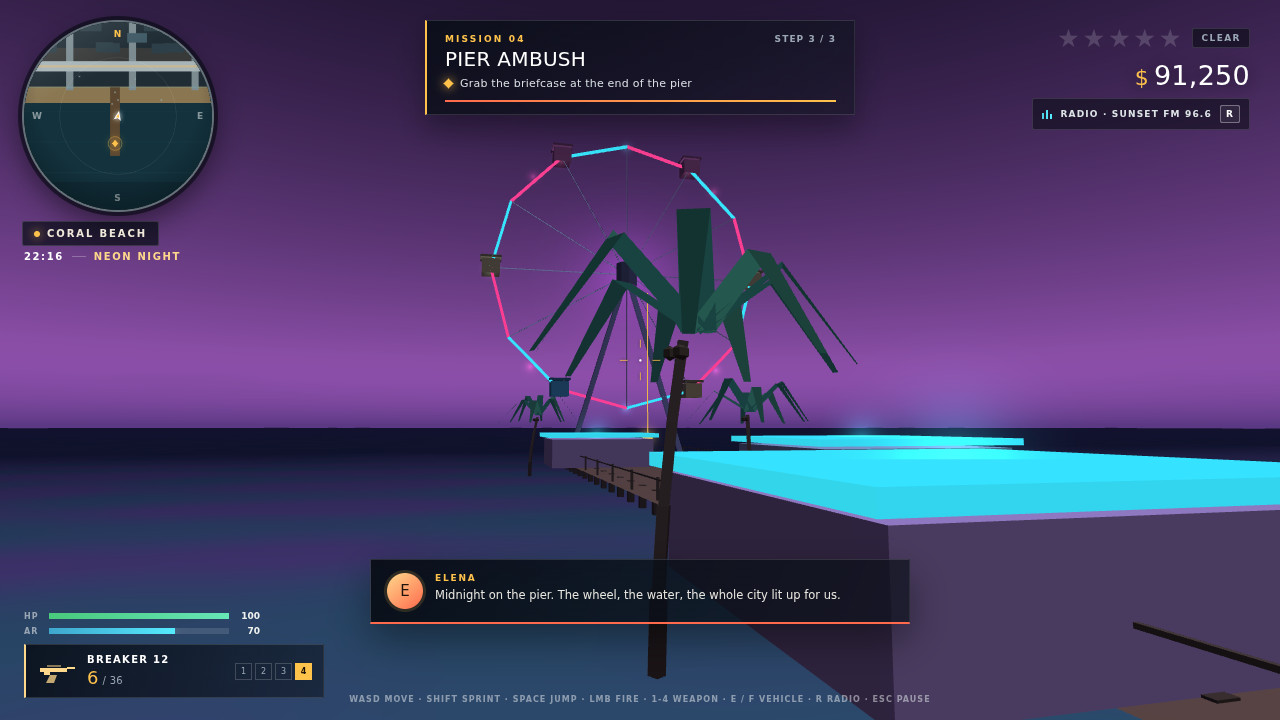 N
W
E
S
CORAL BEACH
22:16 — NEON NIGHT
MISSION 04
STEP 3 / 3
PIER AMBUSH
Grab the briefcase at the end of the pier
★★★★★ CLEAR
$ 91,250
RADIO · SUNSET FM 96.6 R
E
ELENA
Midnight on the pier. The wheel, the water, the whole city lit up for us.
HP 100
AR 70
BREAKER 12
6 / 36
1 2 3 4
WASD MOVE · SHIFT SPRINT · SPACE JUMP · LMB FIRE · 1-4 WEAPON · E / F VEHICLE · R RADIO · ESC PAUSE